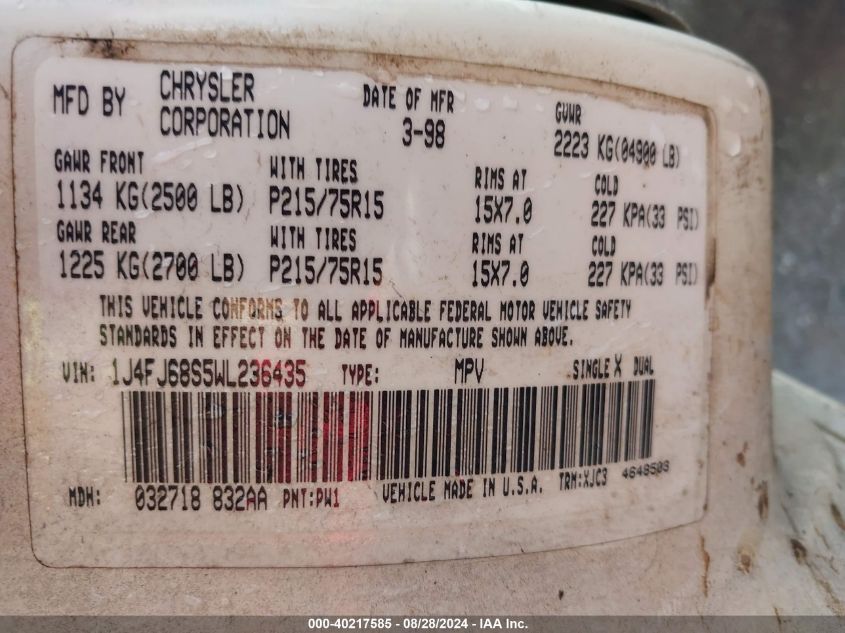 MFD BY CHRYSLER CORPORATION DATE OF MFR 3-98 GVWR 2223 KG(04900 LB)
GAWR FRONT WITH TIRES RIMS AT COLD
1134 KG(2500 LB) P215/75R15 15X7.0 227 KPA(33 PSI)
GAWR REAR WITH TIRES RIMS AT COLD
1225 KG(2700 LB) P215/75R15 15X7.0 227 KPA(33 PSI)
THIS VEHICLE CONFORMS TO ALL APPLICABLE FEDERAL MOTOR VEHICLE SAFETY
STANDARDS IN EFFECT ON THE DATE OF MANUFACTURE SHOWN ABOVE.
VIN: 1J4FJ68S5WL236435 TYPE: MPV SINGLE X DUAL
MDH: 032718 832AA PNT:PW1 VEHICLE MADE IN U.S.A. TRM:XJC3 4648503
000-40217585 - 08/28/2024 - IAA Inc.